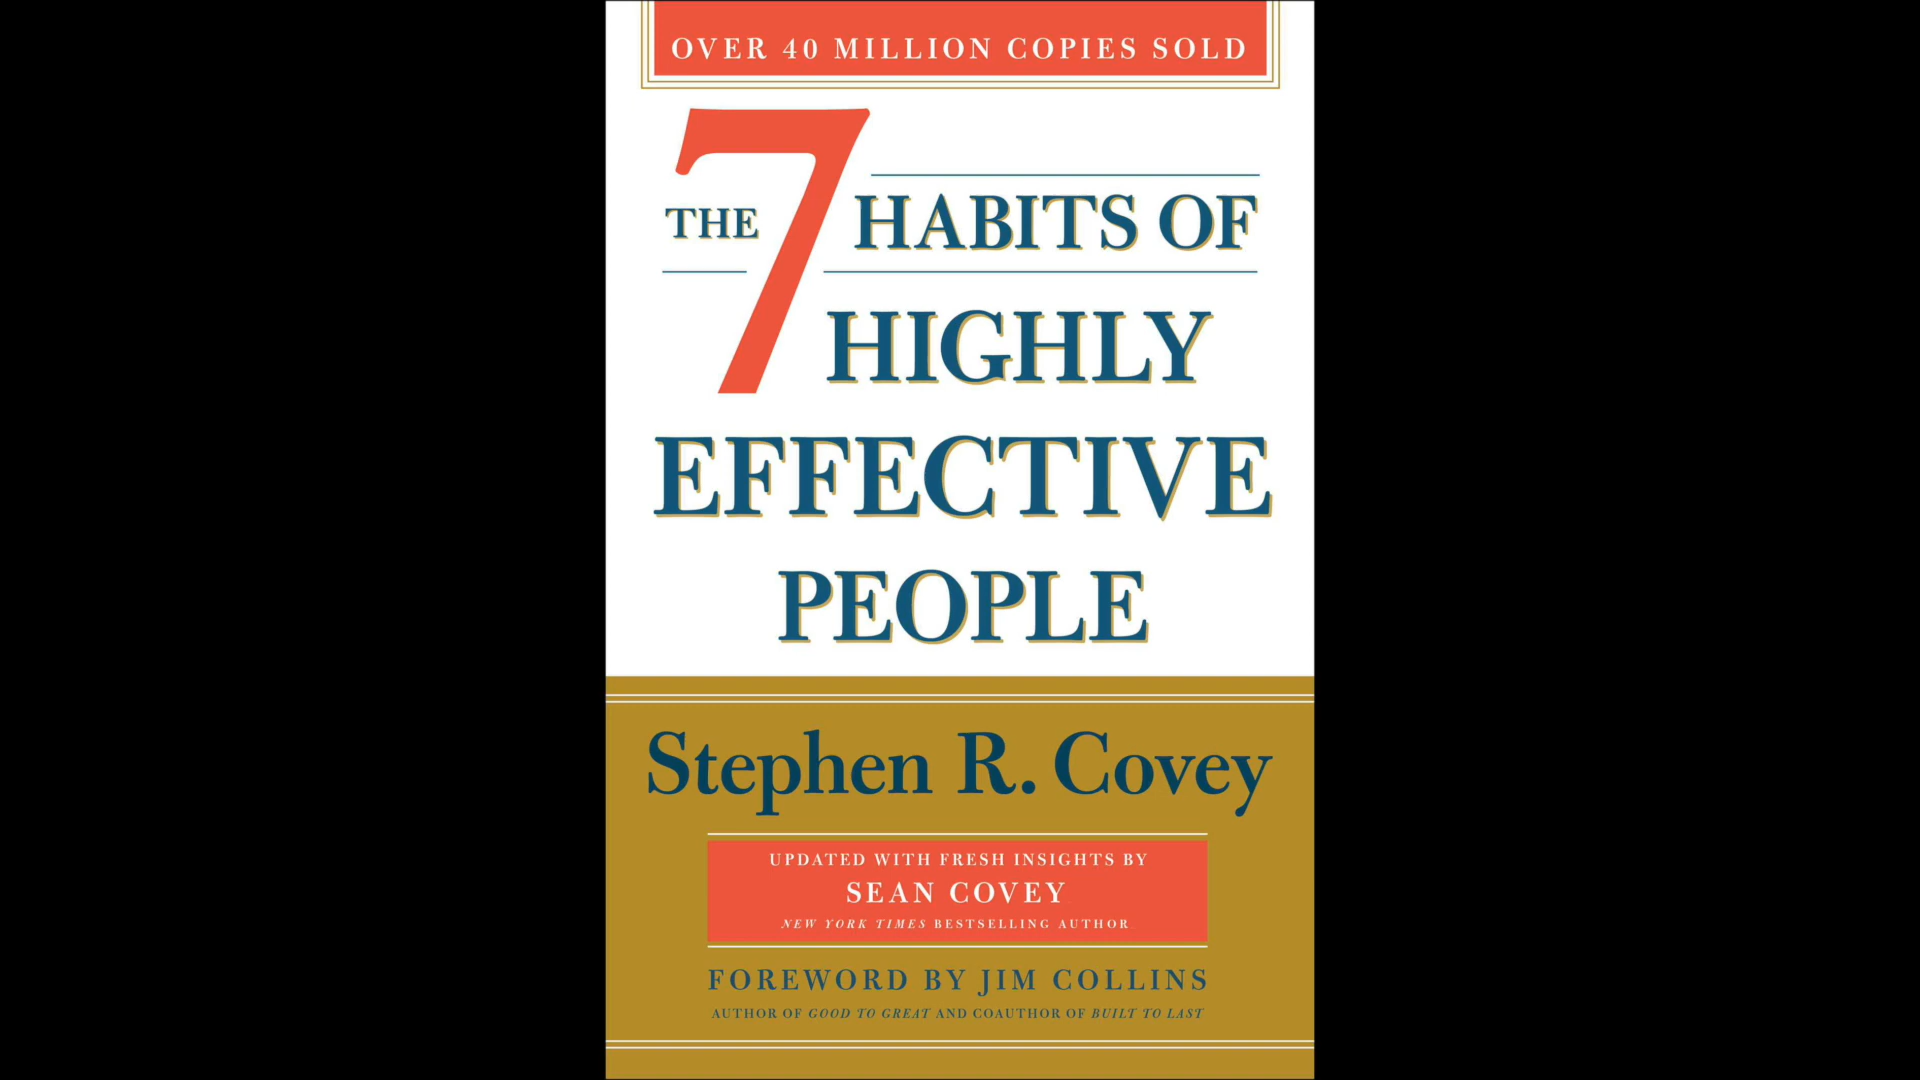 OVER 40 MILLION COPIES SOLD
THE 7 HABITS OF
HIGHLY
EFFECTIVE
PEOPLE
Stephen R. Covey
UPDATED WITH FRESH INSIGHTS BY
SEAN COVEY
NEW YORK TIMES BESTSELLING AUTHOR
FOREWORD BY JIM COLLINS
AUTHOR OF GOOD TO GREAT AND COAUTHOR OF BUILT TO LAST